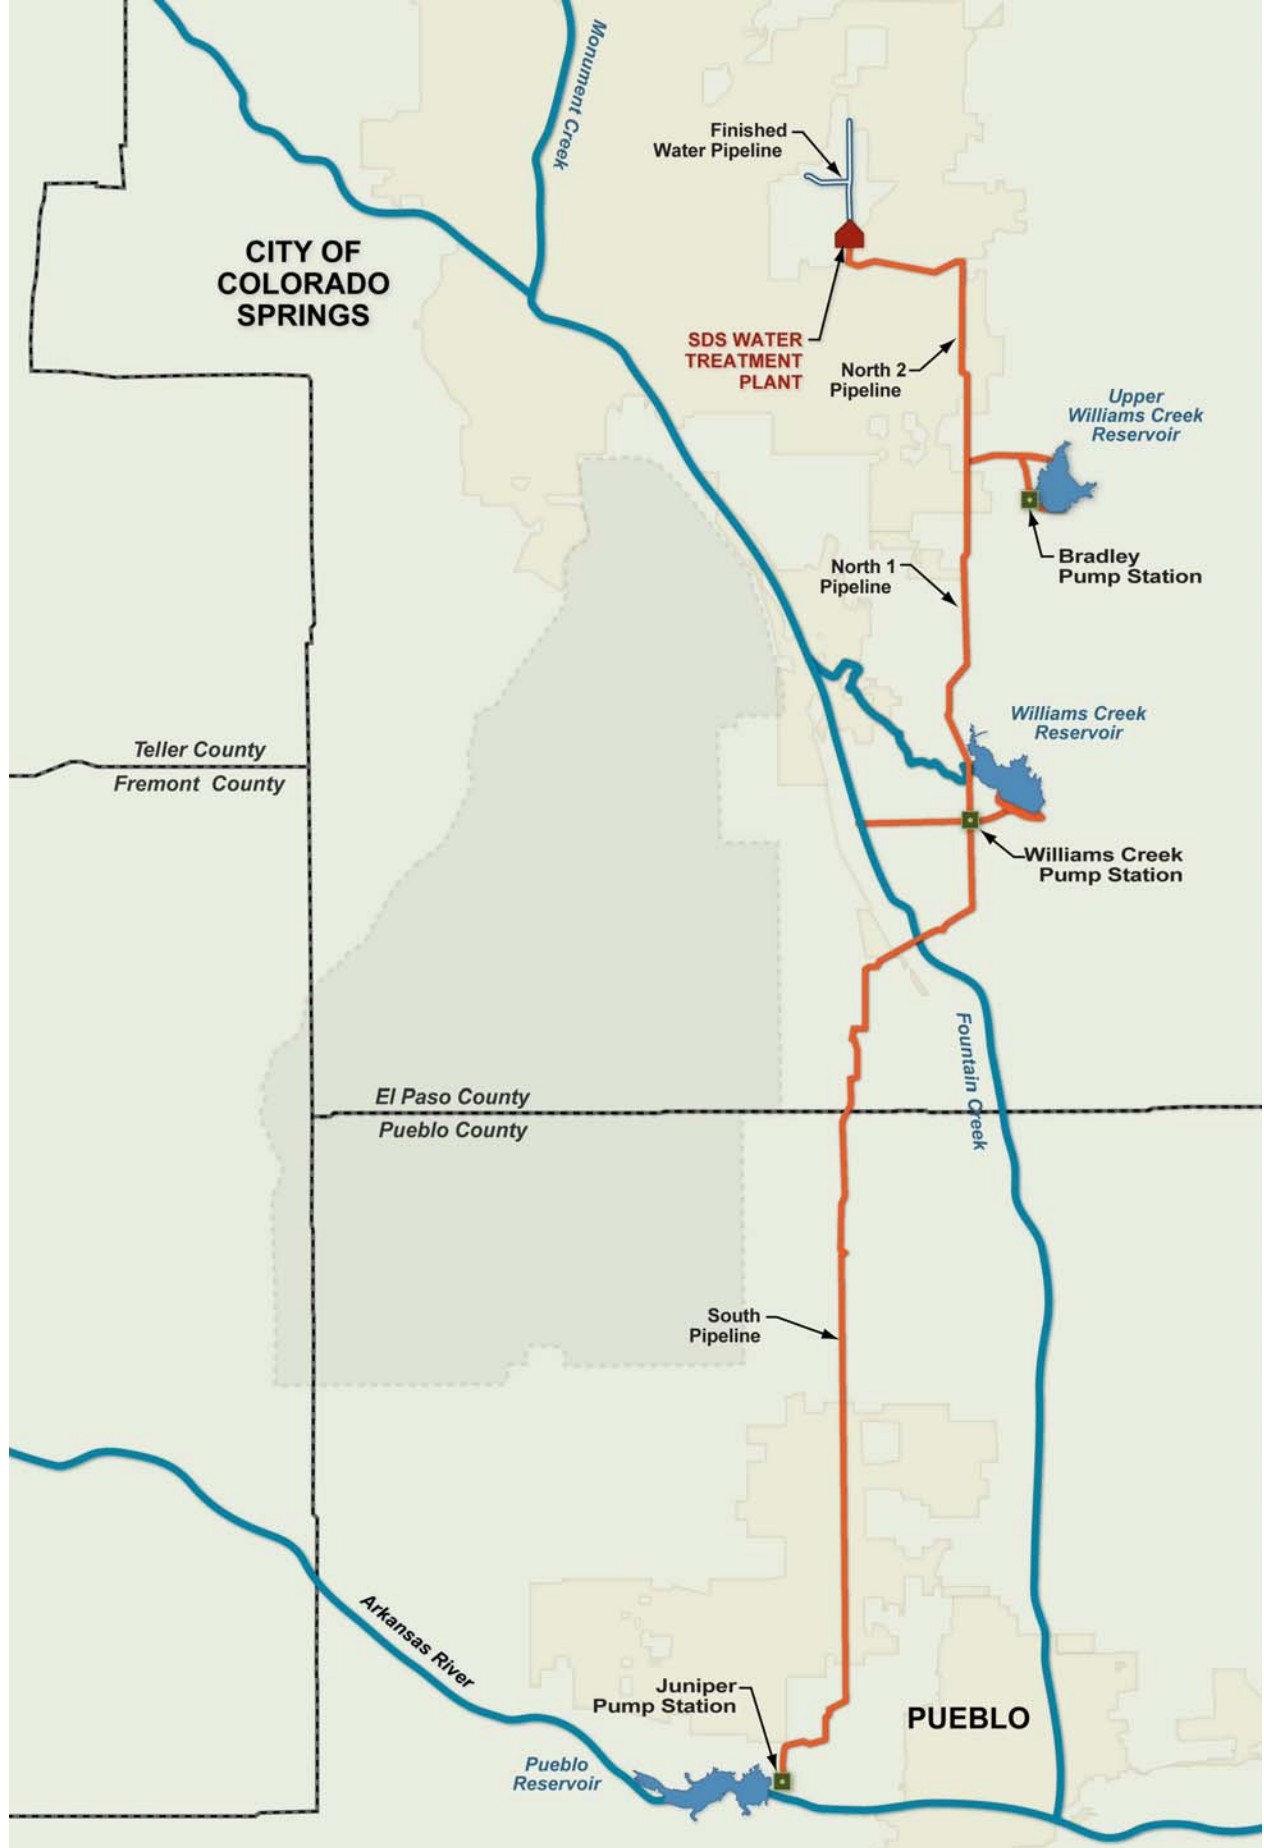 Monument Creek
Finished
Water Pipeline
CITY OF
COLORADO
SPRINGS
SDS WATER
TREATMENT
PLANT
North 2
Pipeline
Upper
Williams Creek
Reservoir
Bradley
Pump Station
North 1
Pipeline
Williams Creek
Reservoir
Teller County
Fremont County
Williams Creek
Pump Station
Fountain Creek
El Paso County
Pueblo County
South
Pipeline
Arkansas River
Juniper
Pump Station
PUEBLO
Pueblo
Reservoir